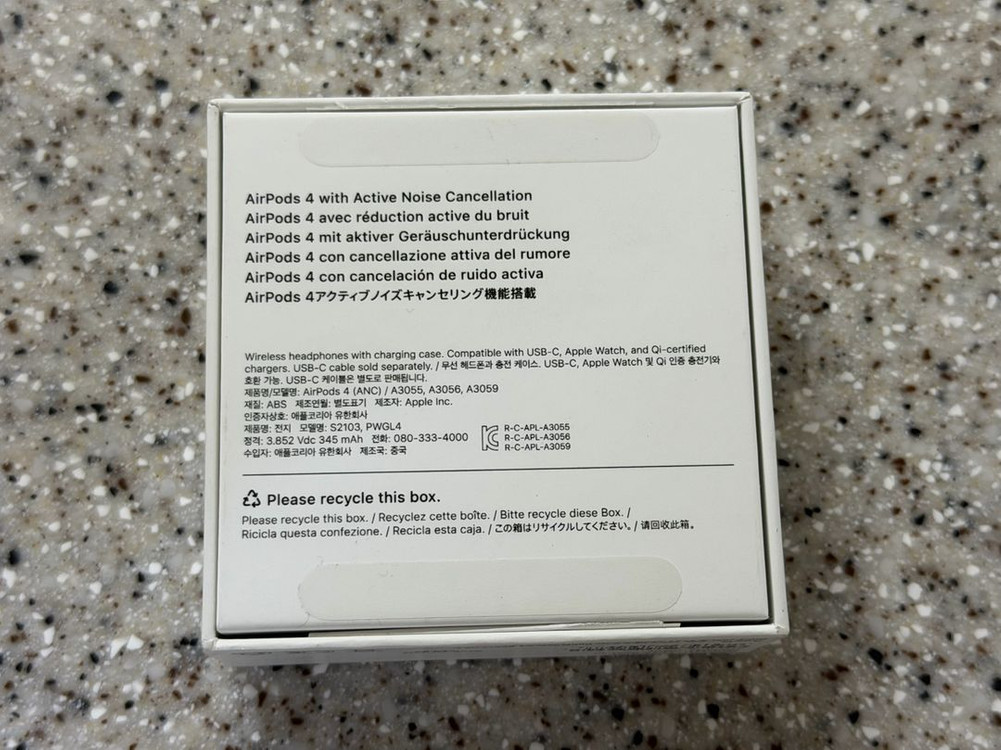 AirPods 4 with Active Noise Cancellation
AirPods 4 avec réduction active du bruit
AirPods 4 mit aktiver Geräuschunterdrückung
AirPods 4 con cancellazione attiva del rumore
AirPods 4 con cancelación de ruido activa
AirPods 4アクティブノイズキャンセリング機能搭載
Wireless headphones with charging case. Compatible with USB-C, Apple Watch, and Qi-certified
chargers. USB-C cable sold separately. / 무선 헤드폰과 충전 케이스. USB-C, Apple Watch 및 Qi 인증 충전기와
호환 가능. USB-C 케이블은 별도로 판매됩니다.
제품명/모델명: AirPods 4 (ANC) / A3055, A3056, A3059
재질: ABS 제조연월: 별도표기 제조자: Apple Inc.
인증자상호: 애플코리아 유한회사
제품명: 전지 모델명: S2103, PWGL4
정격: 3.852 Vdc 345 mAh 전화: 080-333-4000
수입자: 애플코리아 유한회사 제조국: 중국
R-C-APL-A3055
R-C-APL-A3056
R-C-APL-A3059
Please recycle this box.
Please recycle this box. / Recyclez cette boîte. / Bitte recycle diese Box. /
Ricicla questa confezione. / Recicla esta caja. / この箱はリサイクルしてください。/ 请回收此箱。